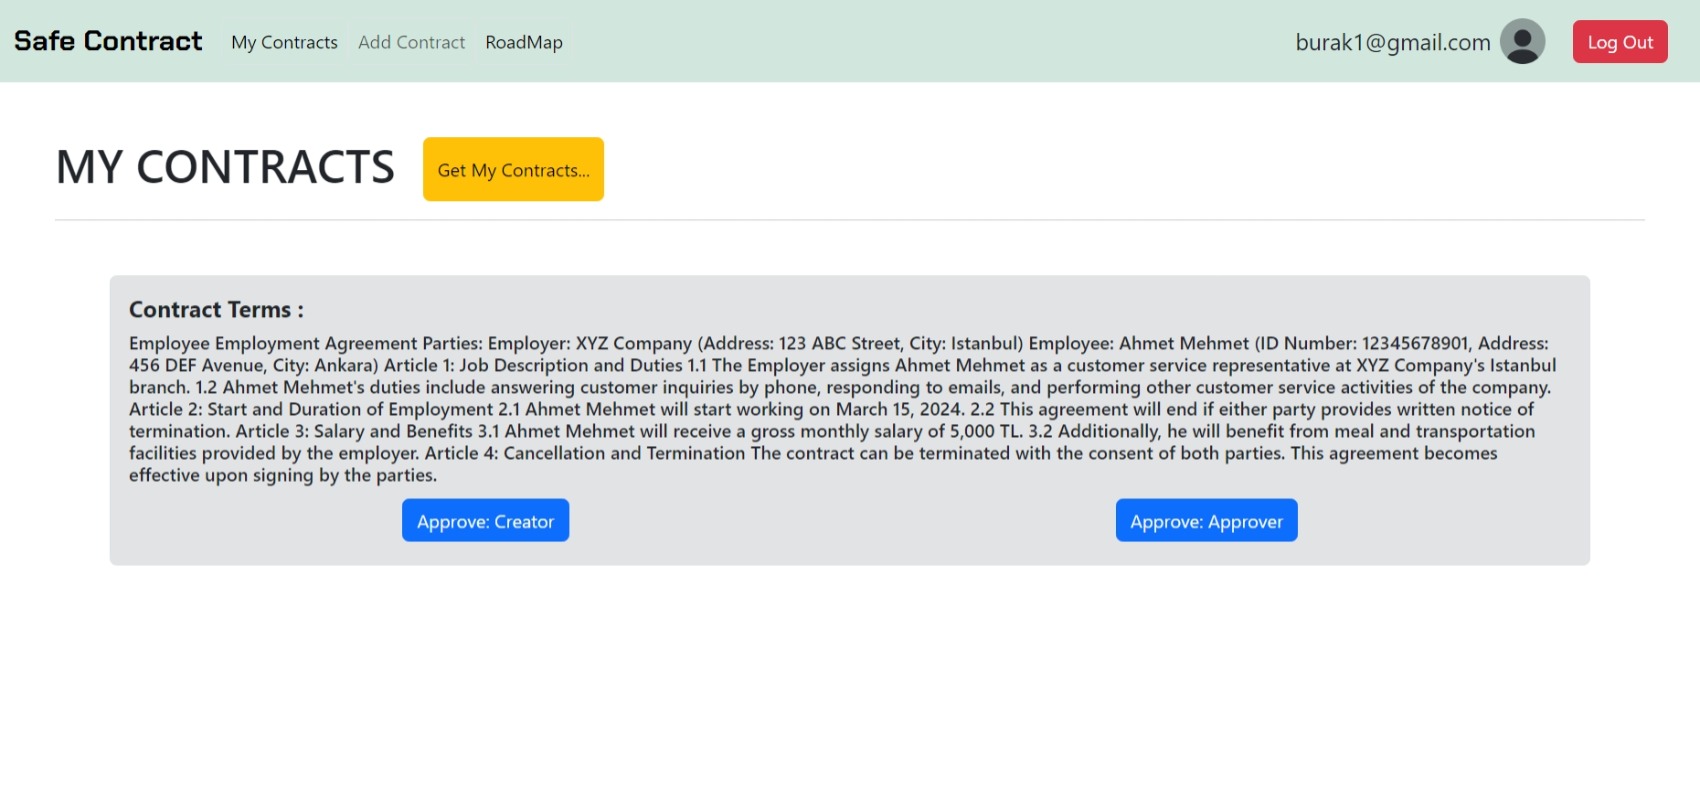 Safe Contract My Contracts Add Contract RoadMap burak1@gmail.com Log Out
MY CONTRACTS Get My Contracts...
Contract Terms :
Employee Employment Agreement Parties: Employer: XYZ Company (Address: 123 ABC Street, City: Istanbul) Employee: Ahmet Mehmet (ID Number: 12345678901, Address:
456 DEF Avenue, City: Ankara) Article 1: Job Description and Duties 1.1 The Employer assigns Ahmet Mehmet as a customer service representative at XYZ Company's Istanbul
branch. 1.2 Ahmet Mehmet's duties include answering customer inquiries by phone, responding to emails, and performing other customer service activities of the company.
Article 2: Start and Duration of Employment 2.1 Ahmet Mehmet will start working on March 15, 2024. 2.2 This agreement will end if either party provides written notice of
termination. Article 3: Salary and Benefits 3.1 Ahmet Mehmet will receive a gross monthly salary of 5,000 TL. 3.2 Additionally, he will benefit from meal and transportation
facilities provided by the employer. Article 4: Cancellation and Termination The contract can be terminated with the consent of both parties. This agreement becomes
effective upon signing by the parties.
Approve: Creator Approve: Approver